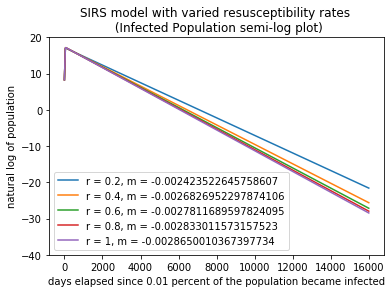 SIRS model with varied resusceptibility rates
(Infected Population semi-log plot)
natural log of population
20
10
0
−10
−20
−30
−40
r = 0.2, m = -0.002423522645758607
r = 0.4, m = -0.0026826952297874106
r = 0.6, m = -0.0027811689597824095
r = 0.8, m = -0.002833011573157523
r = 1, m = -0.0028650010367397734
0 2000 4000 6000 8000 10000 12000 14000 16000
days elapsed since 0.01 percent of the population became infected